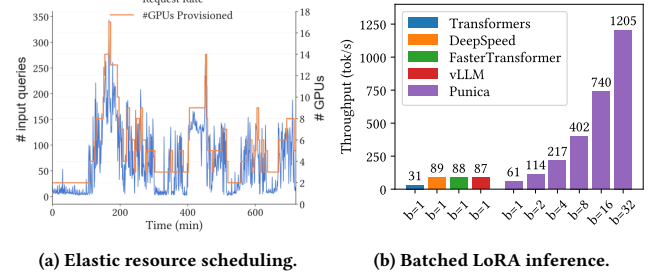 Request Rate
#GPUs Provisioned
# input queries
350
300
250
200
150
100
50
0
18
16
14
12
10
8
6
4
2
0
# GPUs
0 200 400 600
Time (min)
(a) Elastic resource scheduling.
Throughput (tok/s)
1250
1000
750
500
250
0
Transformers
DeepSpeed
FasterTransformer
vLLM
Punica
31 89 88 87 61 114 217 402 740 1205
b=1 b=1 b=1 b=1 b=1 b=2 b=4 b=8 b=16 b=32
(b) Batched LoRA inference.